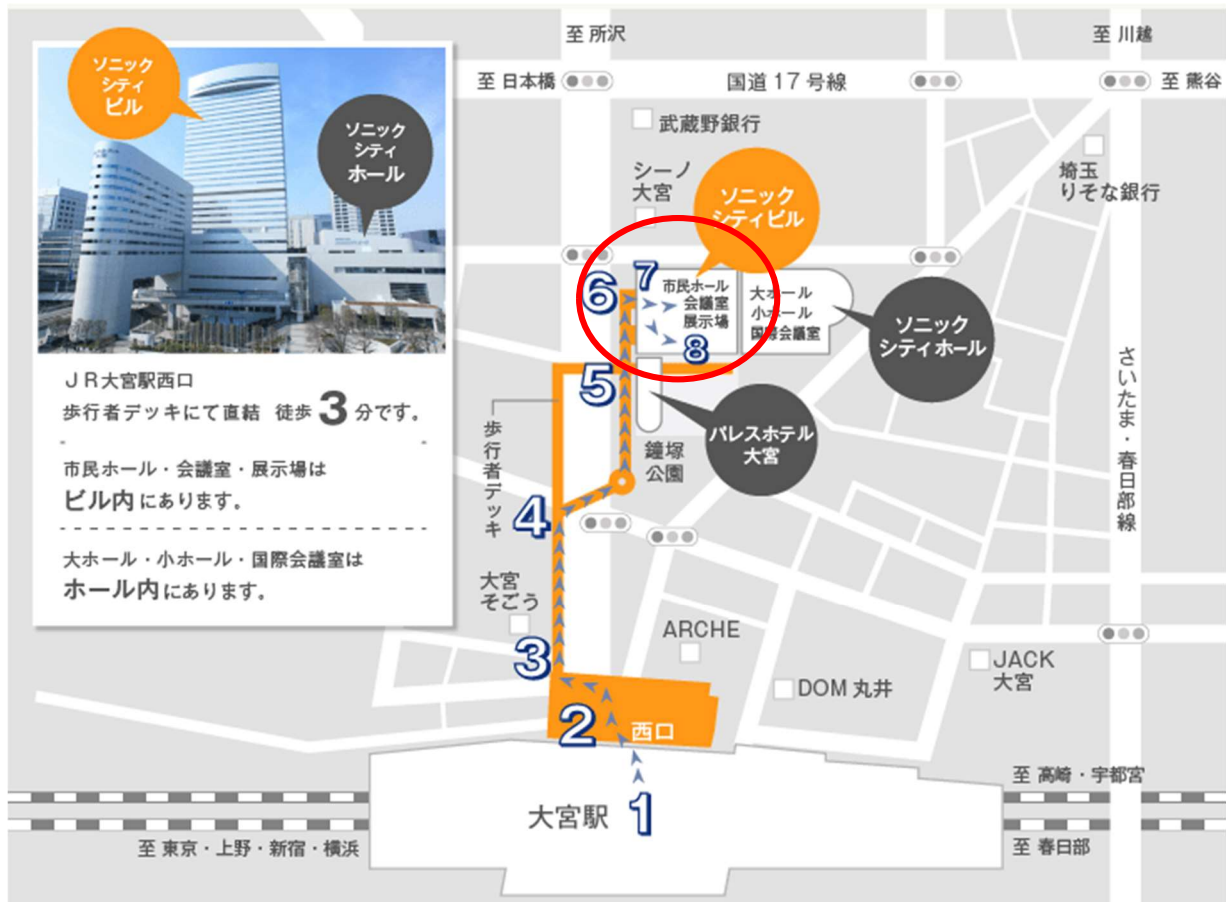 ソニック
シティ
ビル
ソニック
シティ
ホール
JR大宮駅西口
歩行者デッキにて直結 徒歩3分です。
市民ホール・会議室・展示場は
ビル内にあります。
大ホール・小ホール・国際会議室は
ホール内にあります。
至 所沢
至 川越
至 日本橋
国道17号線
至 熊谷
武蔵野銀行
シーノ
大宮
埼玉
りそな銀行
ソニック
シティビル
6
7
市民ホール
会議室
展示場
8
大ホール
小ホール
国際会議室
ソニック
シティホール
5
歩行者デッキ
パレスホテル
大宮
鐘塚
公園
さいたま・春日部線
4
大宮
そごう
3
ARCHE
JACK
大宮
DOM 丸井
2
西口
大宮駅
1
至 高崎・宇都宮
至 東京・上野・新宿・横浜
至 春日部